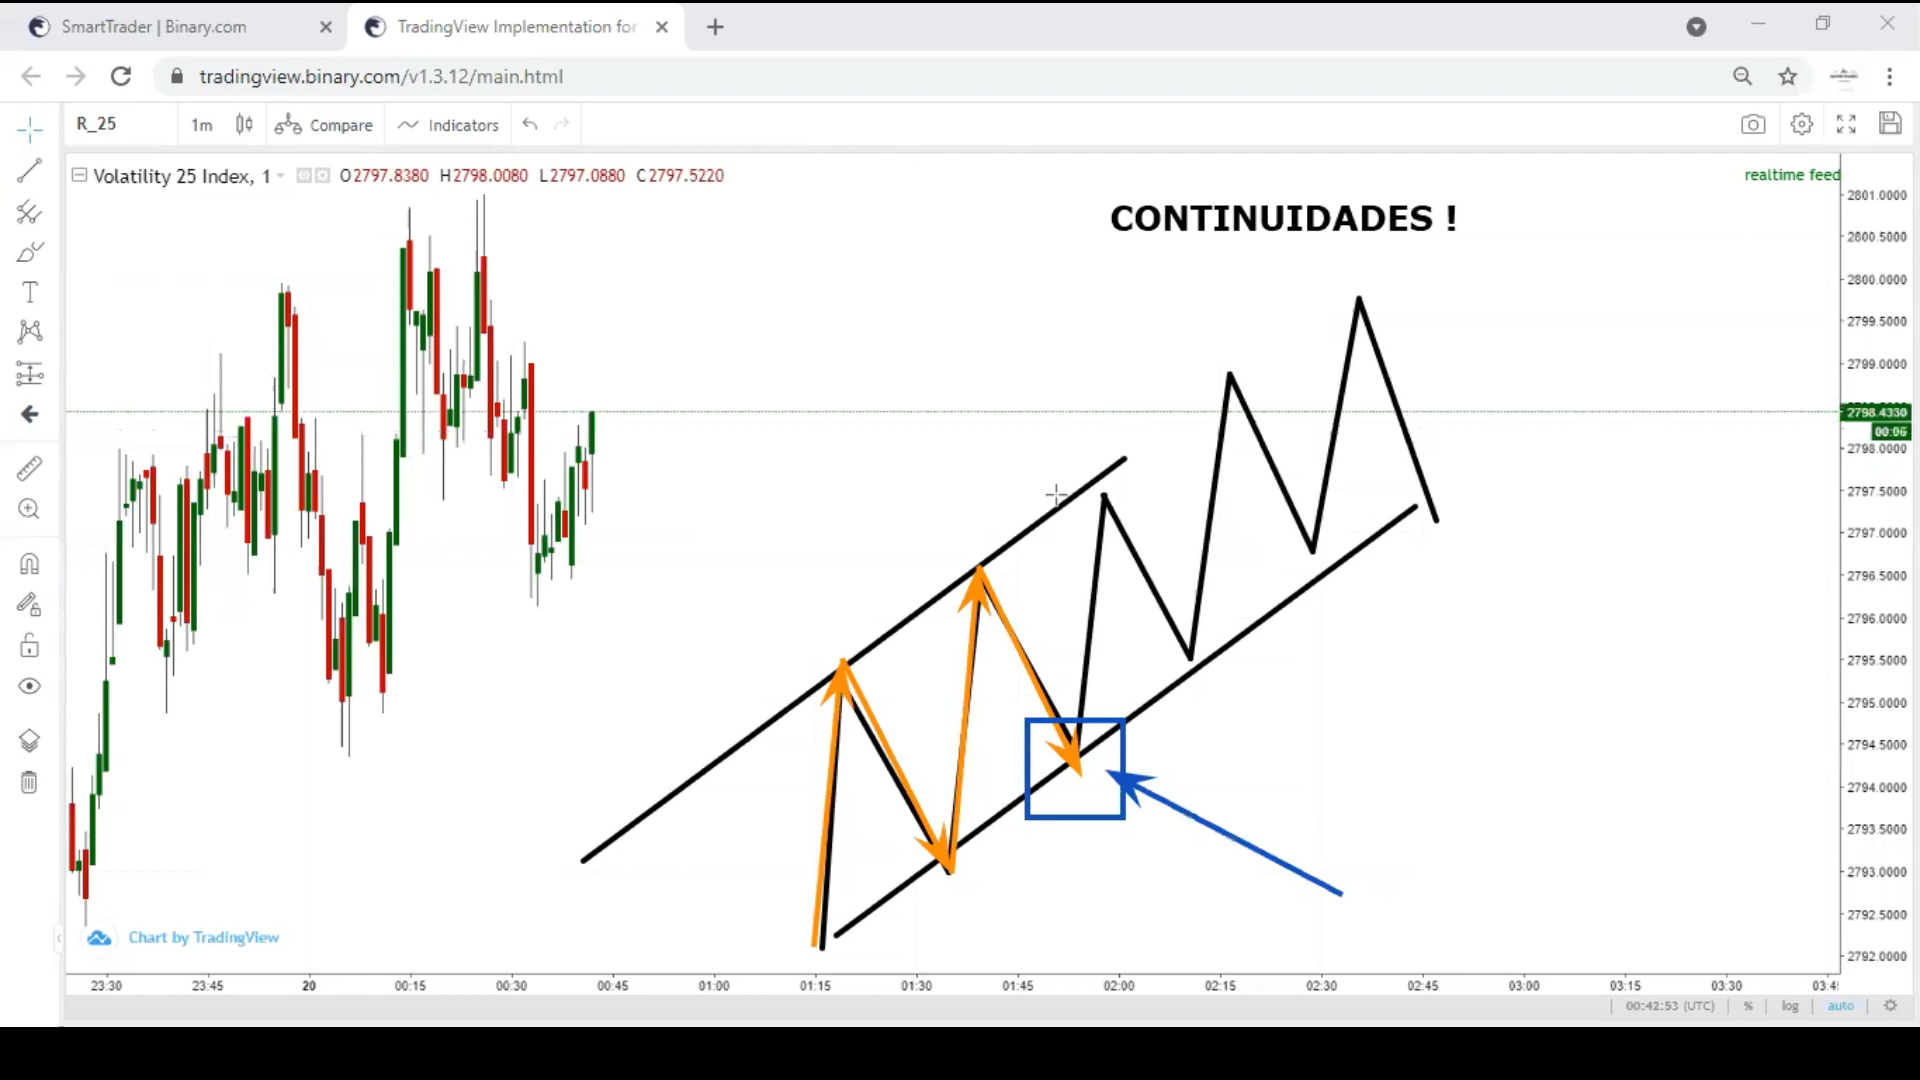 SmartTrader | Binary.com
TradingView Implementation for
tradingview.binary.com/v1.3.12/main.html
R_25 1m Compare Indicators
Volatility 25 Index, 1 O2797.8380 H2798.0080 L2797.0880 C2797.5220
realtime feed
CONTINUIDADES !
2801.0000
2800.5000
2800.0000
2799.5000
2799.0000
2798.4330
00:06
2798.0000
2797.5000
2797.0000
2796.5000
2796.0000
2795.5000
2795.0000
2794.5000
2794.0000
2793.5000
2793.0000
2792.5000
2792.0000
Chart by TradingView
23:30 23:45 20 00:15 00:30 00:45 01:00 01:15 01:30 01:45 02:00 02:15 02:30 02:45 03:00 03:15 03:30
00:42:53 (UTC) % log auto